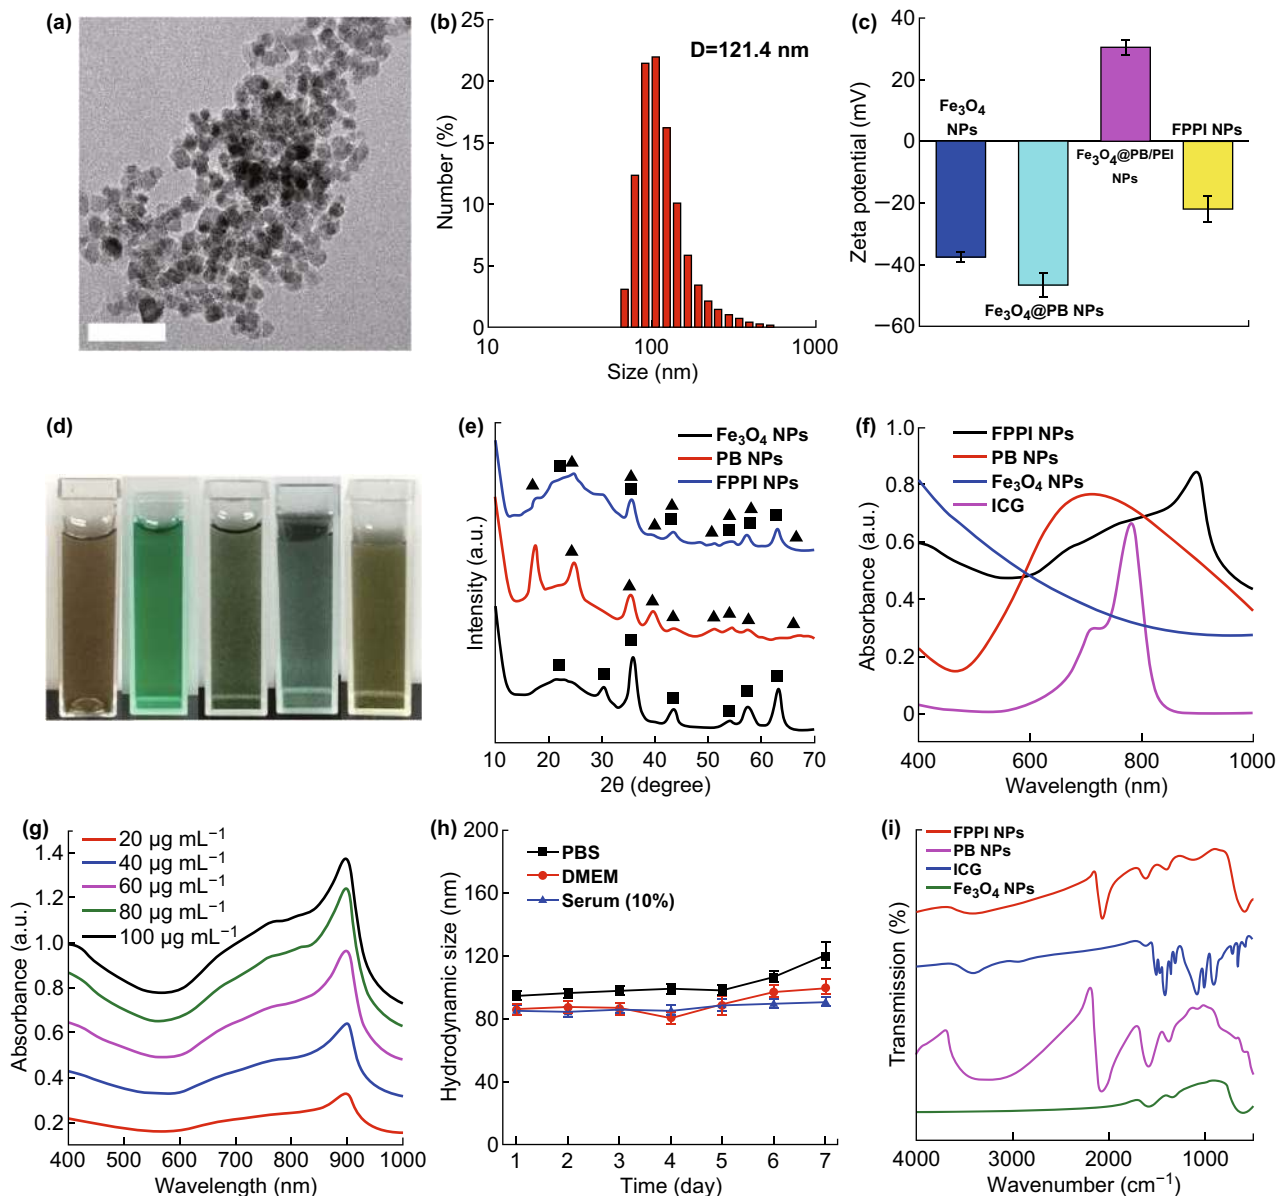 (a)
(b)
25
20
15
10
5
0
Number (%)
D=121.4 nm
10
100
1000
Size (nm)
(c)
40
20
0
−20
−40
−60
Zeta potential (mV)
Fe₃O₄
NPs
Fe₃O₄@PB NPs
Fe₃O₄@PB/PEI
NPs
FPPI NPs
(d)
(e)
Fe₃O₄ NPs
PB NPs
FPPI NPs
Intensity (a.u.)
10 20 30 40 50 60 70
2θ (degree)
(f)
1.0
0.8
0.6
0.4
0.2
0
FPPI NPs
PB NPs
Fe₃O₄ NPs
ICG
Absorbance (a.u.)
400 600 800 1000
Wavelength (nm)
(g)
1.4
1.2
1.0
0.8
0.6
0.4
0.2
20 µg mL⁻¹
40 µg mL⁻¹
60 µg mL⁻¹
80 µg mL⁻¹
100 µg mL⁻¹
Absorbance (a.u.)
400 500 600 700 800 900 1000
Wavelength (nm)
(h)
200
160
120
80
40
0
PBS
DMEM
Serum (10%)
Hydrodynamic size (nm)
1 2 3 4 5 6 7
Time (day)
(i)
FPPI NPs
PB NPs
ICG
Fe₃O₄ NPs
Transmission (%)
4000 3000 2000 1000
Wavenumber (cm⁻¹)